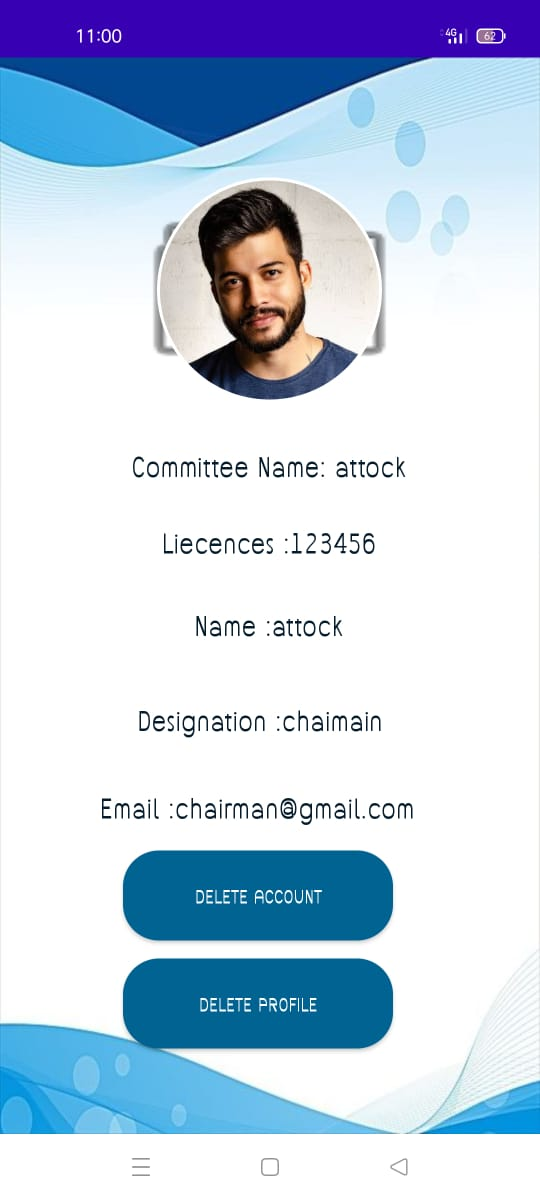 11:00
4G 62
Committee Name: attock
Liecences :123456
Name :attock
Designation :chaimain
Email :chairman@gmail.com
DELETE ACCOUNT
DELETE PROFILE